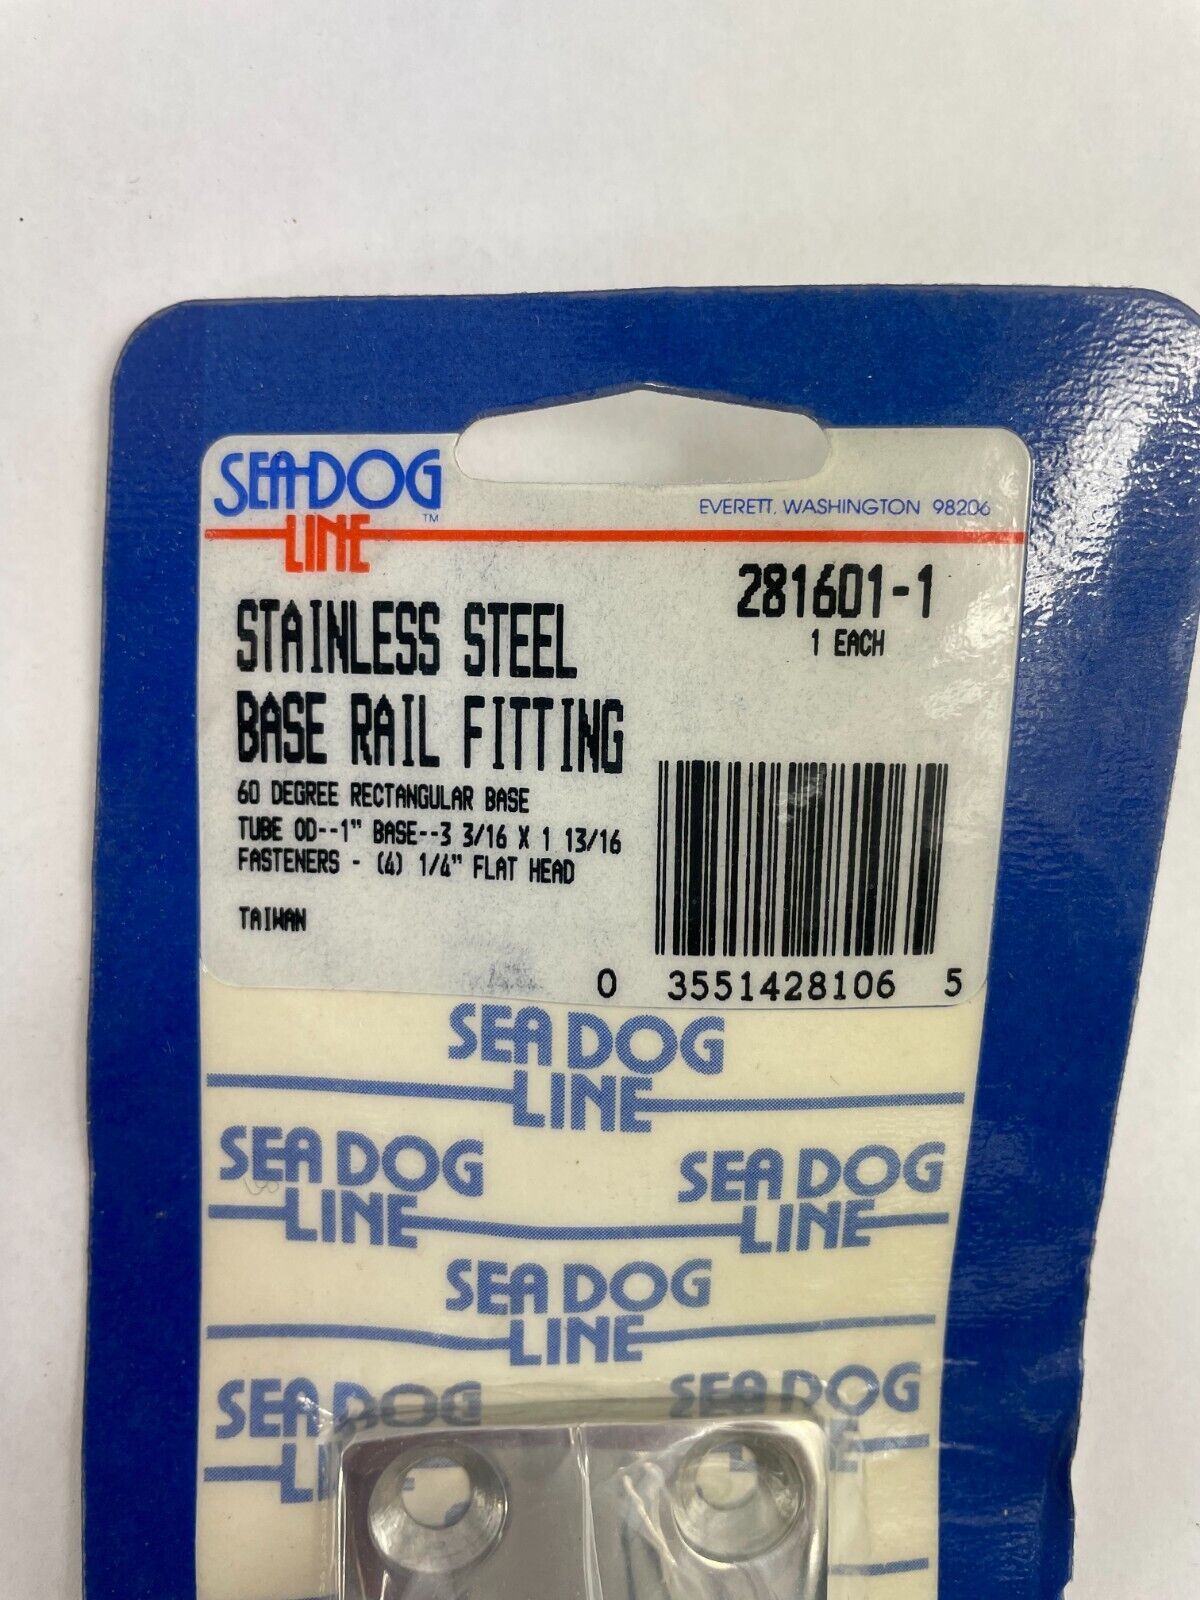 SEA-DOG
LINE™
EVERETT, WASHINGTON 98206
281601-1
1 EACH
STAINLESS STEEL
BASE RAIL FITTING
60 DEGREE RECTANGULAR BASE
TUBE OD--1" BASE--3 3/16 X 1 13/16
FASTENERS - (4) 1/4" FLAT HEAD
TAIWAN
0 3551428106 5
SEA DOG
LINE
SEA DOG
LINE
SEA DOG
LINE
SEA DOG
LINE
SEA DOG
SEA DOG